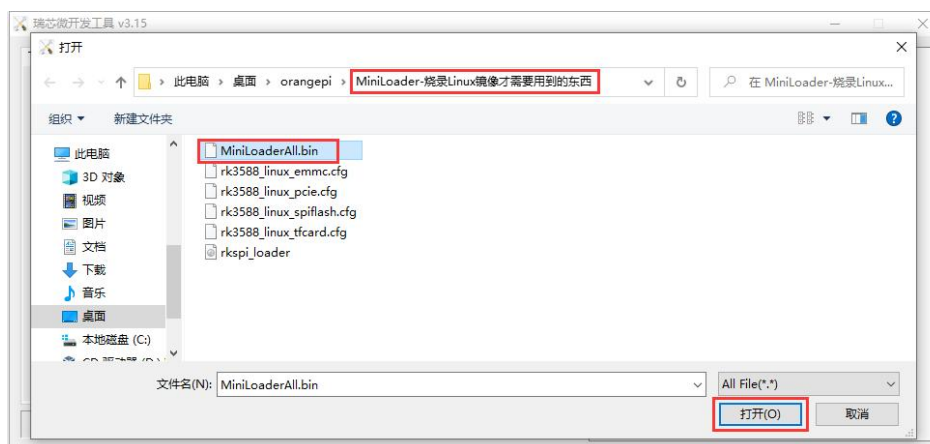 瑞芯微开发工具 v3.15
打开
此电脑 › 桌面 › orangepi › MiniLoader-烧录Linux镜像才需要用到的东西
在 MiniLoader-烧录Linux...
组织 新建文件夹
此电脑
3D 对象
视频
图片
文档
下载
音乐
桌面
本地磁盘 (C:)
MiniLoaderAll.bin
rk3588_linux_emmc.cfg
rk3588_linux_pcie.cfg
rk3588_linux_spiflash.cfg
rk3588_linux_tfcard.cfg
rkspi_loader
文件名(N): MiniLoaderAll.bin
All File(*.*)
打开(O) 取消